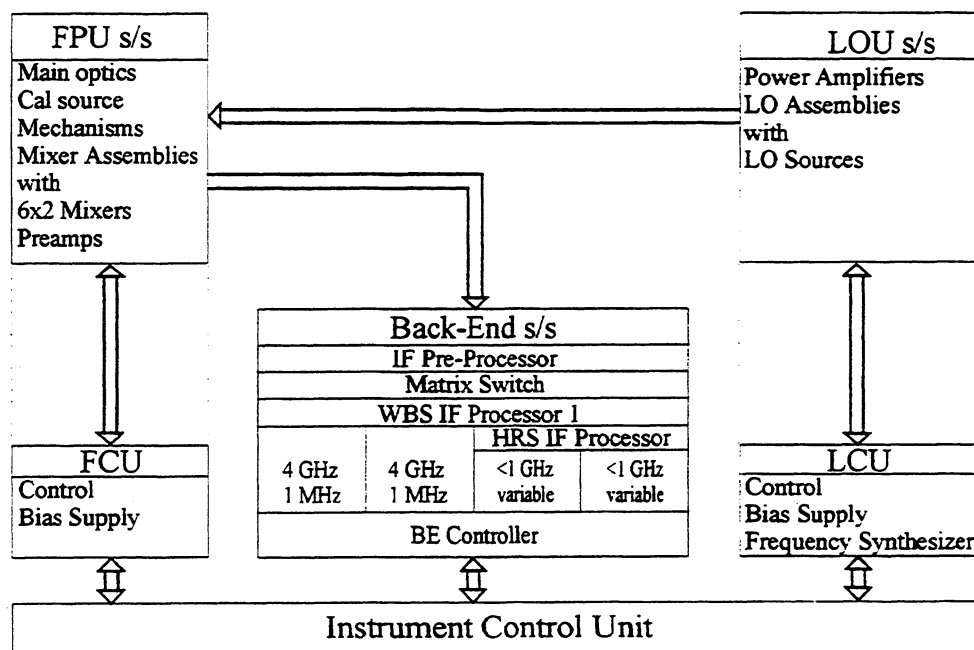 FPU s/s
Main optics
Cal source
Mechanisms
Mixer Assemblies
with
6x2 Mixers
Preamps
LOU s/s
Power Amplifiers
LO Assemblies
with
LO Sources
Back-End s/s
IF Pre-Processor
Matrix Switch
WBS IF Processor 1
HRS IF Processor
4 GHz
1 MHz
4 GHz
1 MHz
<1 GHz
variable
<1 GHz
variable
BE Controller
FCU
Control
Bias Supply
LCU
Control
Bias Supply
Frequency Synthesizer
Instrument Control Unit